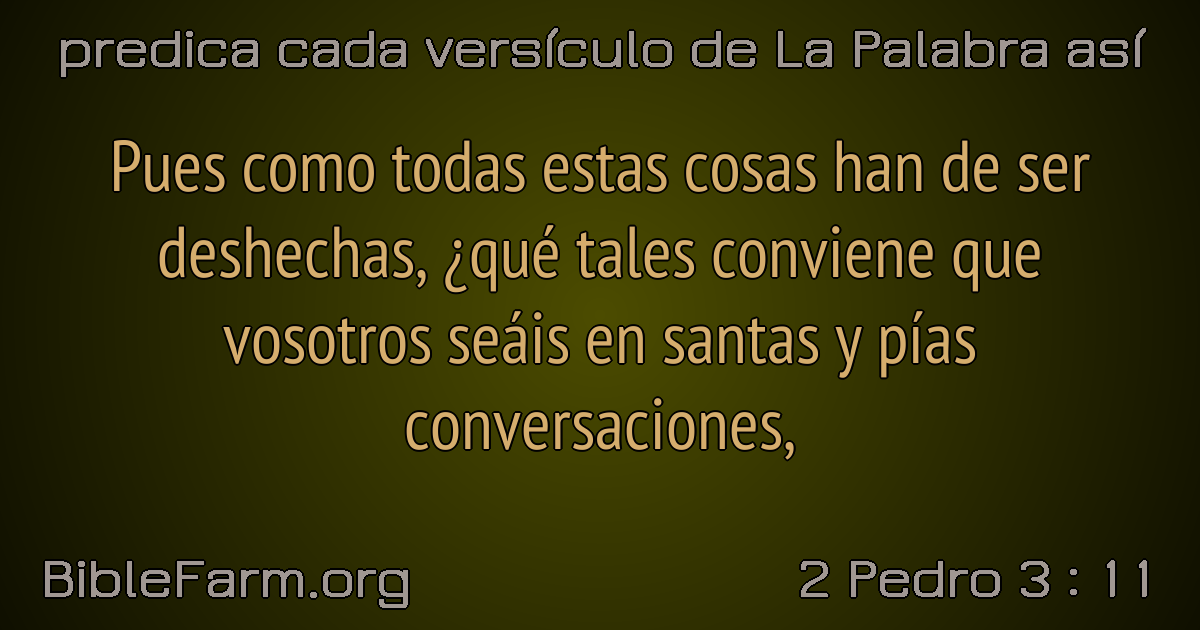 predica cada versículo de La Palabra así
Pues como todas estas cosas han de ser
deshechas, ¿qué tales conviene que
vosotros seáis en santas y pías
conversaciones,
BibleFarm.org
2 Pedro 3 : 11